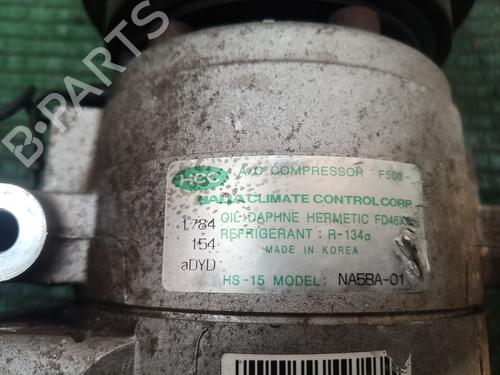 B-PARTS
HCC A/C COMPRESSOR F500-
HALLA CLIMATE CONTROL CORP
OIL:DAPHNE HERMETIC FD46X
REFRIGERANT : R-134a
MADE IN KOREA
1784
154
aDYD
HS-15 MODEL: NA5BA-01